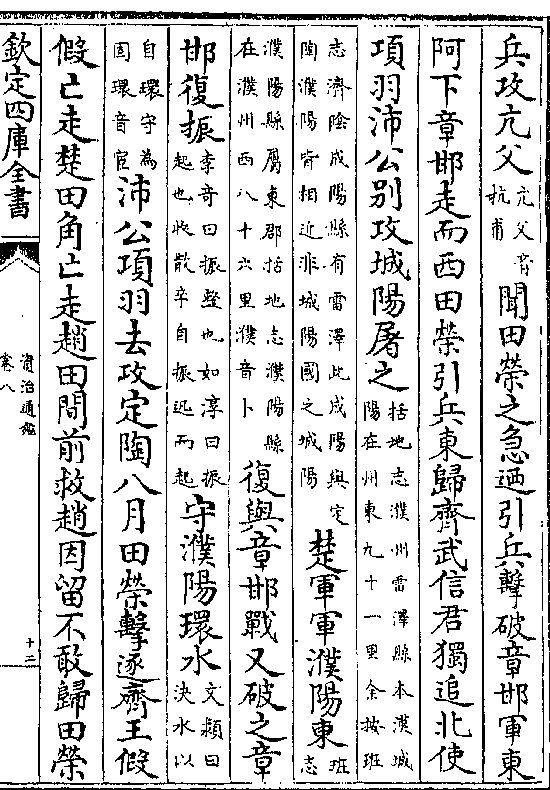 兵攻亢父亢父音杭甫聞田榮之急廼引兵擊破章邯軍東
阿下章邯走而西田榮引兵東歸齊武信君獨追北使
項羽沛公別攻城陽屠之括地志濮州雷澤縣本漢城陽在州東九十一里余按班
志濟陰成陽縣有雷澤此成陽與定陶濮陽皆相近非城陽國之城陽楚軍軍濮陽東班志
濮陽縣屬東郡括地志濮陽縣在濮州西八十六里濮音卜復與章邯戰又破之章
邯復振李奇曰振整也如淳曰振起也收散卒自振迅而起守濮陽環水文潁曰決水以
自環守為固環音宦沛公項羽去攻定陶八月田榮擊逐齊王假
假亡走楚田角亡走趙田間前救趙因留不敢歸田榮
欽定四庫全書
資治通鑑
卷八
十二